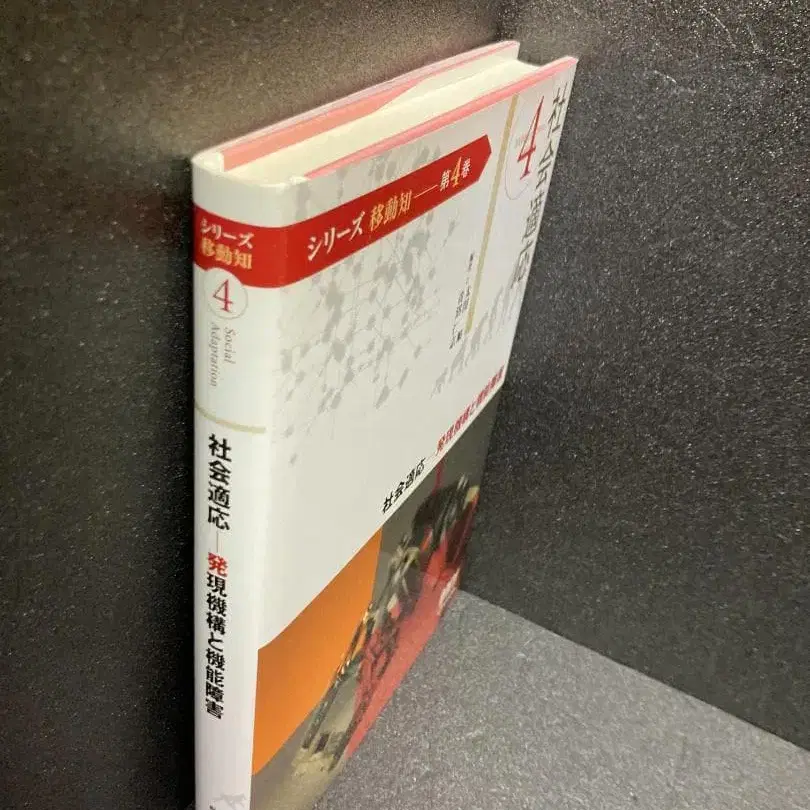 シリーズ
移動知
4
Social
Adaptation
社会適応—発現機構と機能障害
シリーズ 移動知——第4巻
4
社会適応
社会適応—発現機構と機能障害